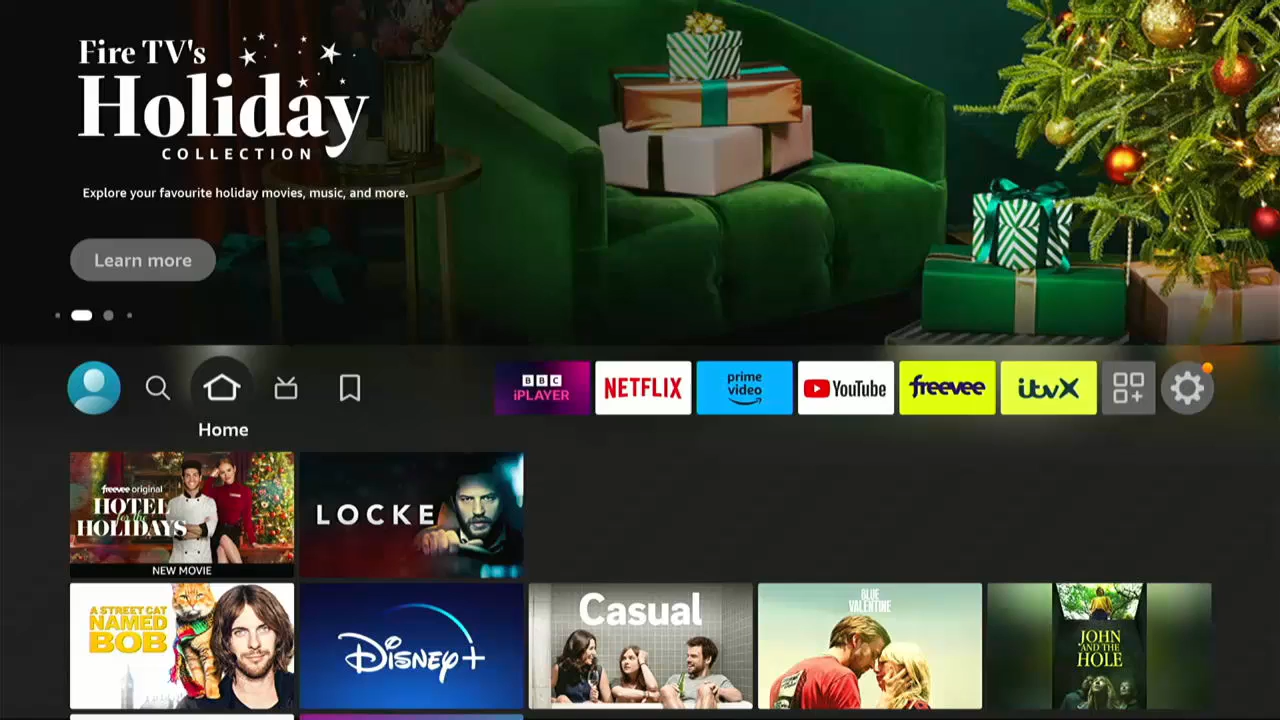 Fire TV's
Holiday
COLLECTION
Explore your favourite holiday movies, music, and more.
Learn more
Home
BBC
iPLAYER
NETFLIX
prime
video
YouTube
freevee
itvX
freevee original
HOTEL
for the
HOLIDAYS
NEW MOVIE
LOCKE
A STREET CAT
NAMED
BOB
Disney+
Casual
BLUE
VALENTINE
JOHN
AND THE
HOLE